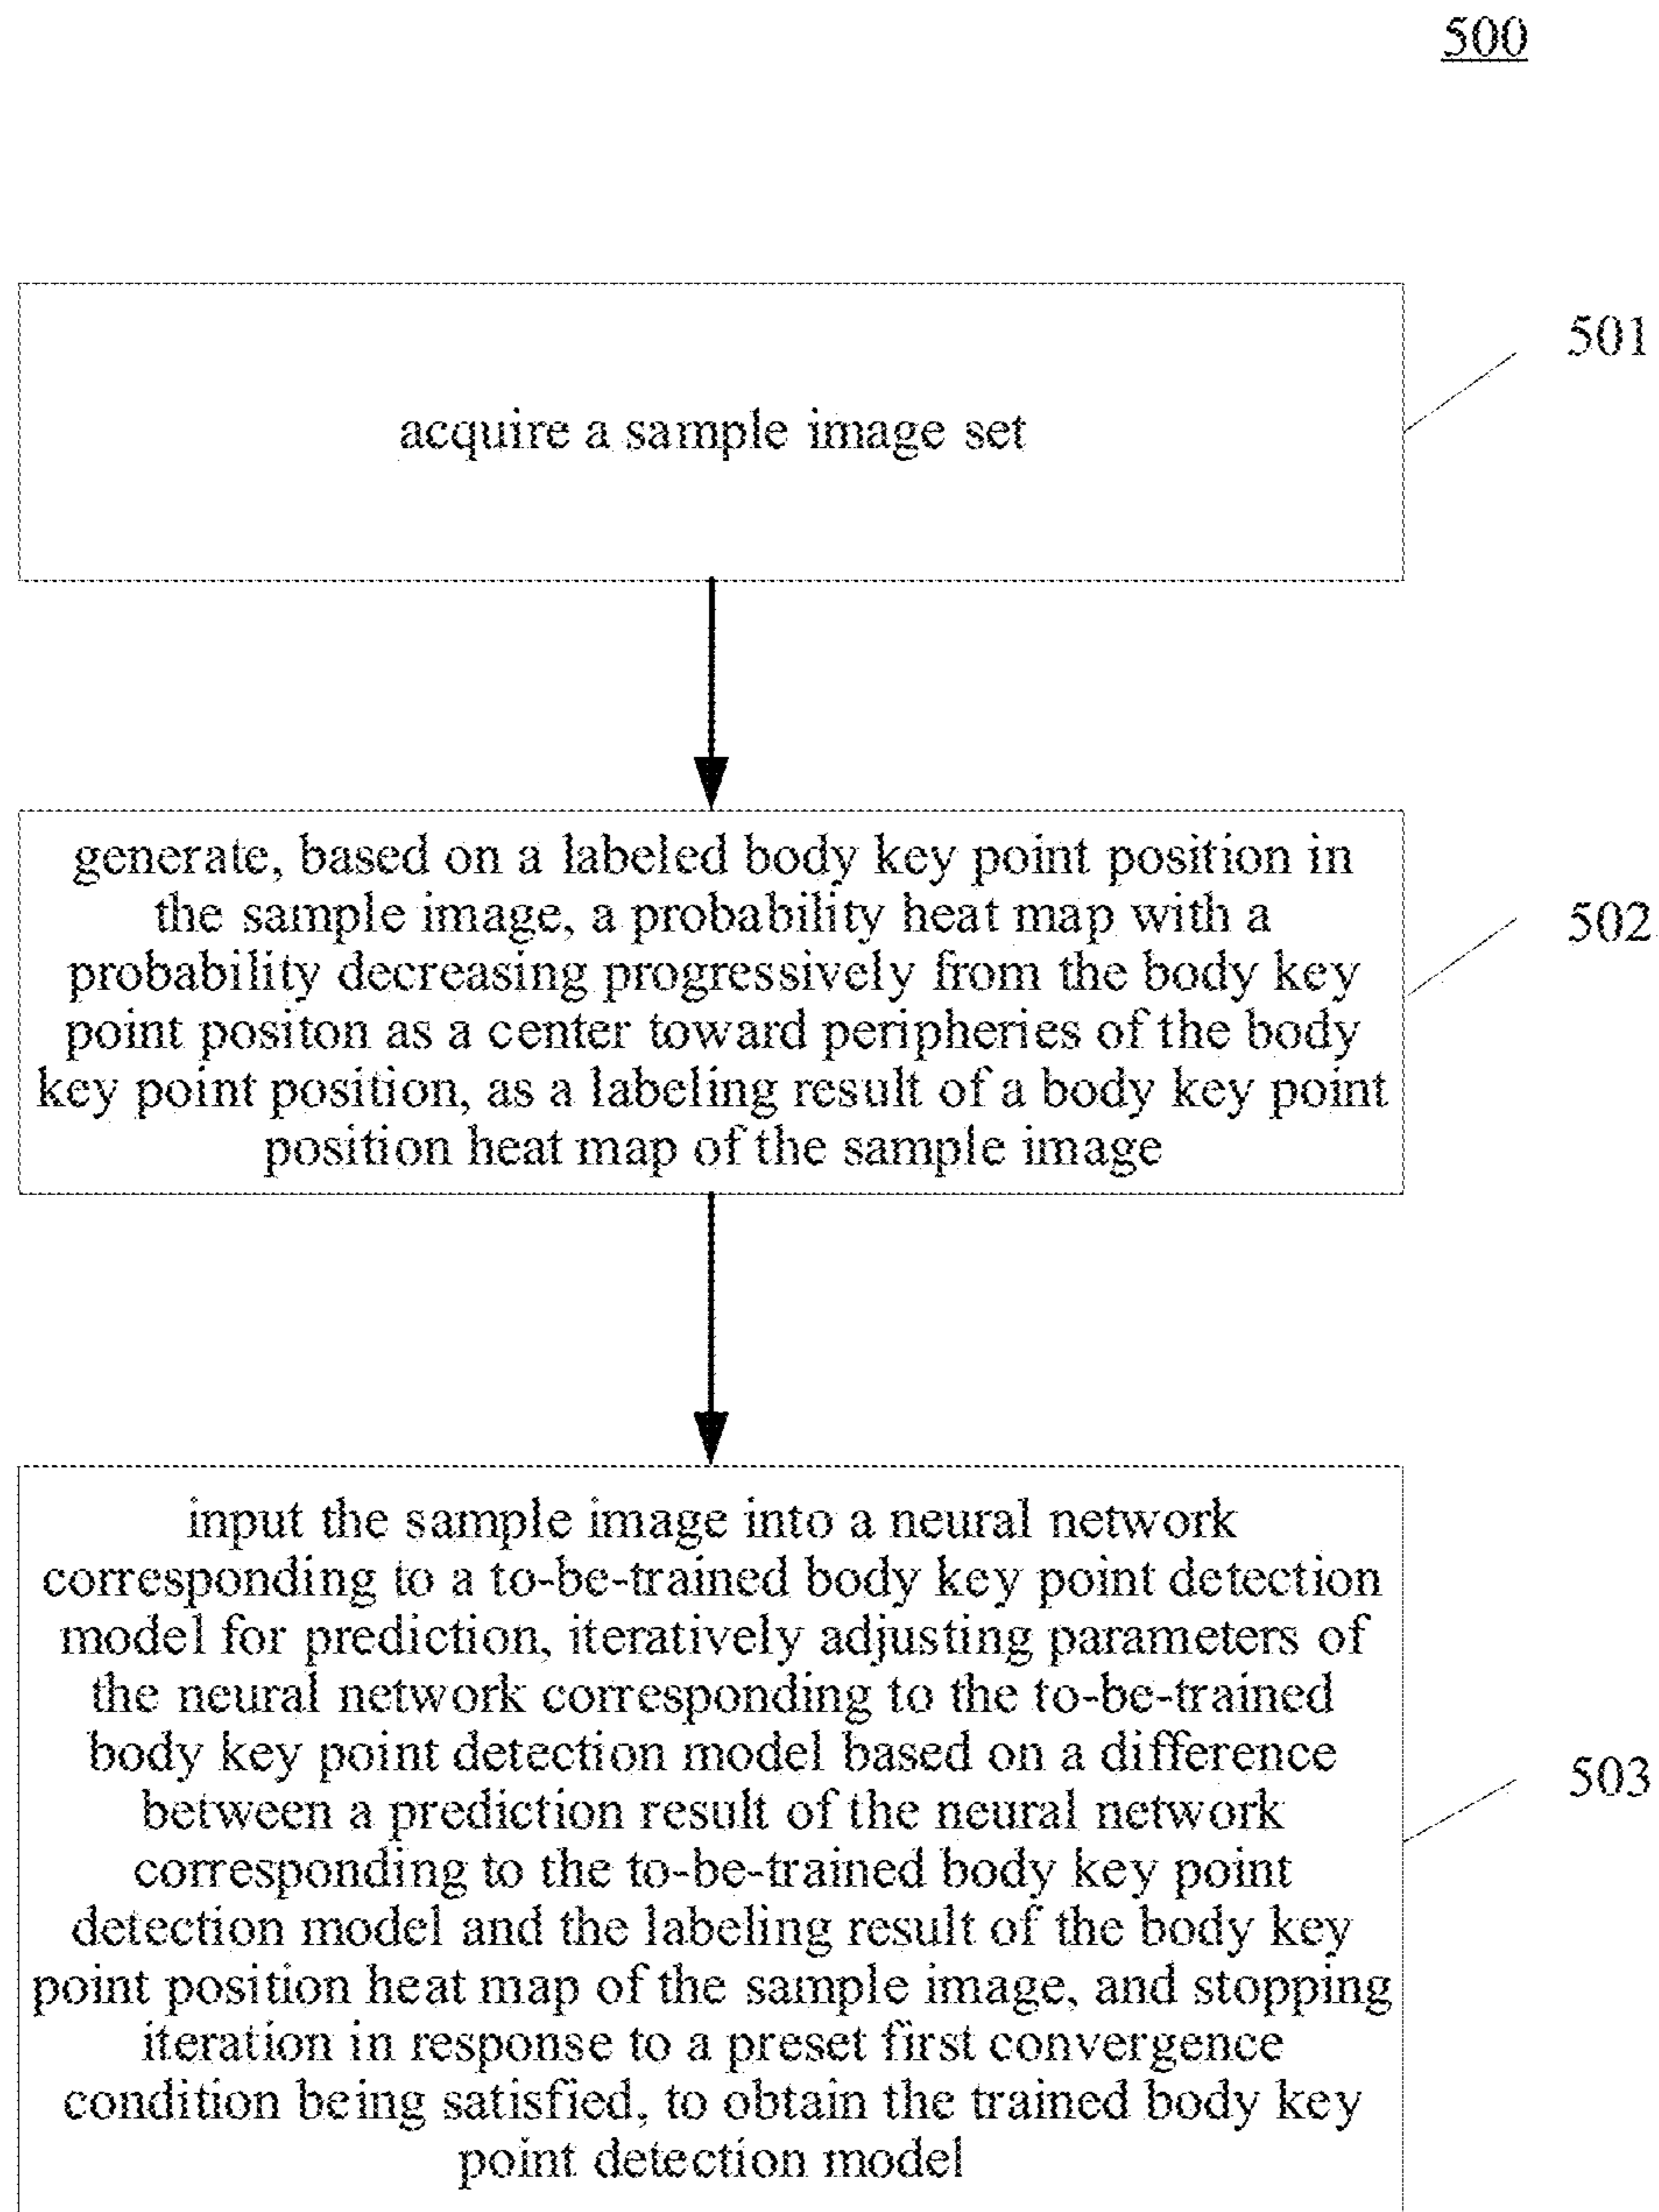 500
acquire a sample image set
501
generate, based on a labeled body key point position in
the sample image, a probability heat map with a
probability decreasing progressively from the body key
point positon as a center toward peripheries of the body
key point position, as a labeling result of a body key point
position heat map of the sample image
502
input the sample image into a neural network
corresponding to a to-be-trained body key point detection
model for prediction, iteratively adjusting parameters of
the neural network corresponding to the to-be-trained
body key point detection model based on a difference
between a prediction result of the neural network
corresponding to the to-be-trained body key point
detection model and the labeling result of the body key
point position heat map of the sample image, and stopping
iteration in response to a preset first convergence
condition being satisfied, to obtain the trained body key
point detection model
503